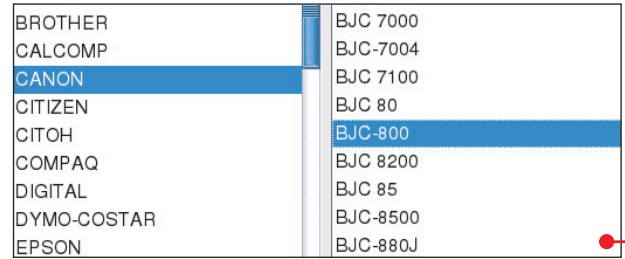 BROTHER
CALCOMP
CANON
CITIZEN
CITOH
COMPAQ
DIGITAL
DYMO-COSTAR
EPSON
BJC 7000
BJC-7004
BJC 7100
BJC 80
BJC-800
BJC 8200
BJC 85
BJC-8500
BJC-880J